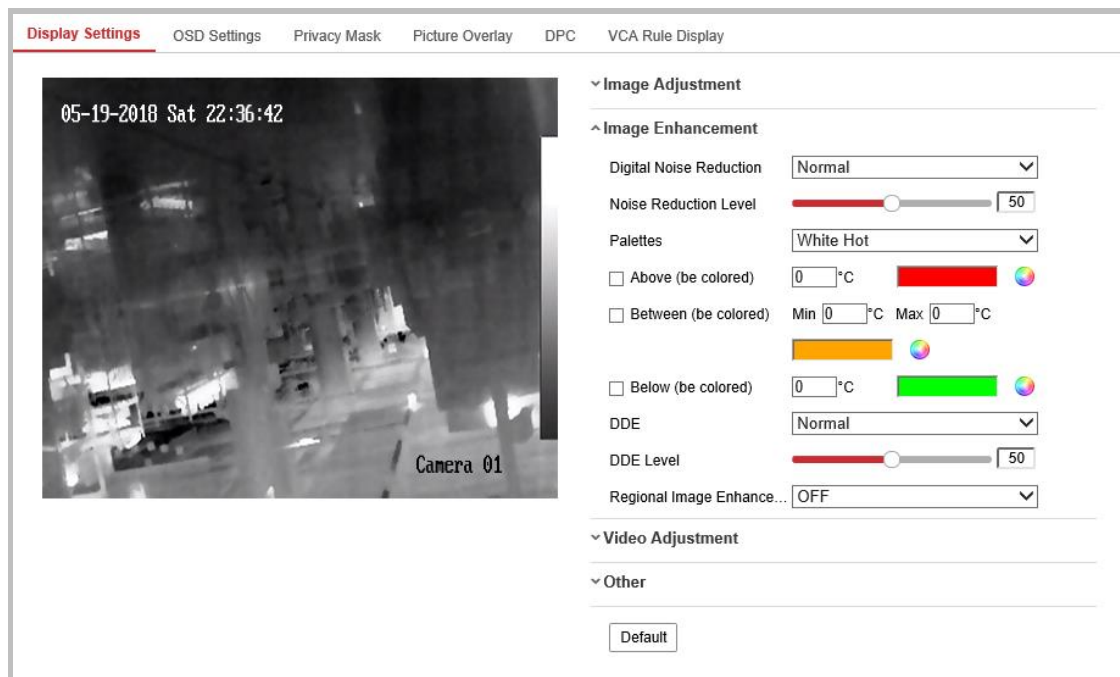 Display Settings OSD Settings Privacy Mask Picture Overlay DPC VCA Rule Display
05-19-2018 Sat 22:36:42
Camera 01
Image Adjustment
Image Enhancement
Digital Noise Reduction Normal
Noise Reduction Level 50
Palettes White Hot
Above (be colored) 0 °C
Between (be colored) Min 0 °C Max 0 °C
Below (be colored) 0 °C
DDE Normal
DDE Level 50
Regional Image Enhance... OFF
Video Adjustment
Other
Default